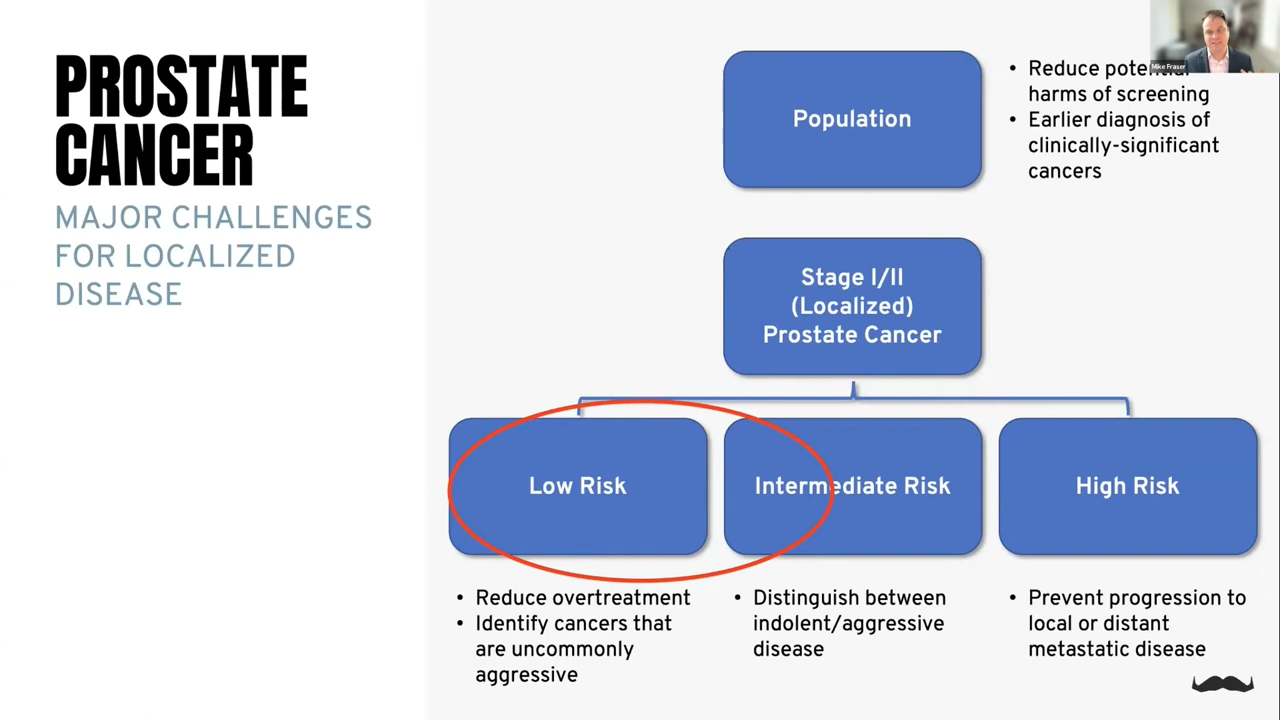 PROSTATE
CANCER
MAJOR CHALLENGES
FOR LOCALIZED
DISEASE
Population
• Reduce potential
harms of screening
• Earlier diagnosis of
clinically-significant
cancers
Mike Fraser
Stage I/II
(Localized)
Prostate Cancer
Low Risk
Intermediate Risk
High Risk
• Reduce overtreatment
• Identify cancers that
are uncommonly
aggressive
• Distinguish between
indolent/aggressive
disease
• Prevent progression to
local or distant
metastatic disease